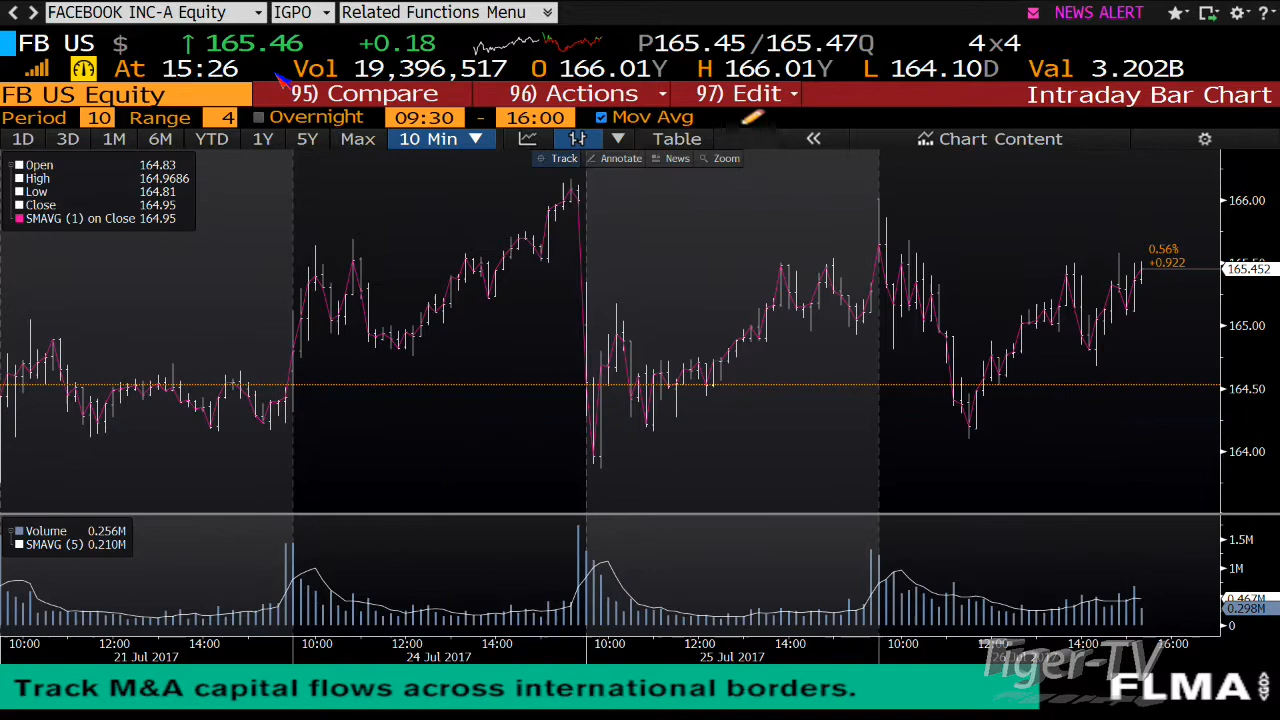 FACEBOOK INC-A Equity IGPO Related Functions Menu NEWS ALERT ?
FB US $ ↑ 165.46 +0.18 P165.45/165.47Q 4x4
At 15:26 Vol 19,396,517 O 166.01Y H 166.01Y L 164.10D Val 3.202B
FB US Equity 95) Compare 96) Actions 97) Edit Intraday Bar Chart
Period 10 Range 4 Overnight 09:30 - 16:00 Mov Avg
1D 3D 1M 6M YTD 1Y 5Y Max 10 Min Table « Chart Content
Track Annotate News Zoom
Open 164.83
High 164.9686
Low 164.81
Close 164.95
SMAVG (1) on Close 164.95
166.00
0.56%
+0.922
165.452
165.00
164.50
164.00
Volume 0.256M
SMAVG (5) 0.210M
1.5M
1M
0.467M
0.298M
0
10:00 14:00 10:00 12:00 14:00 10:00 12:00 14:00 10:00 12:00 14:00 16:00
21 Jul 2017 24 Jul 2017 25 Jul 2017 26 Jul 2017
Tiger-TV
Track M&A capital flows across international borders.
FLMA GO